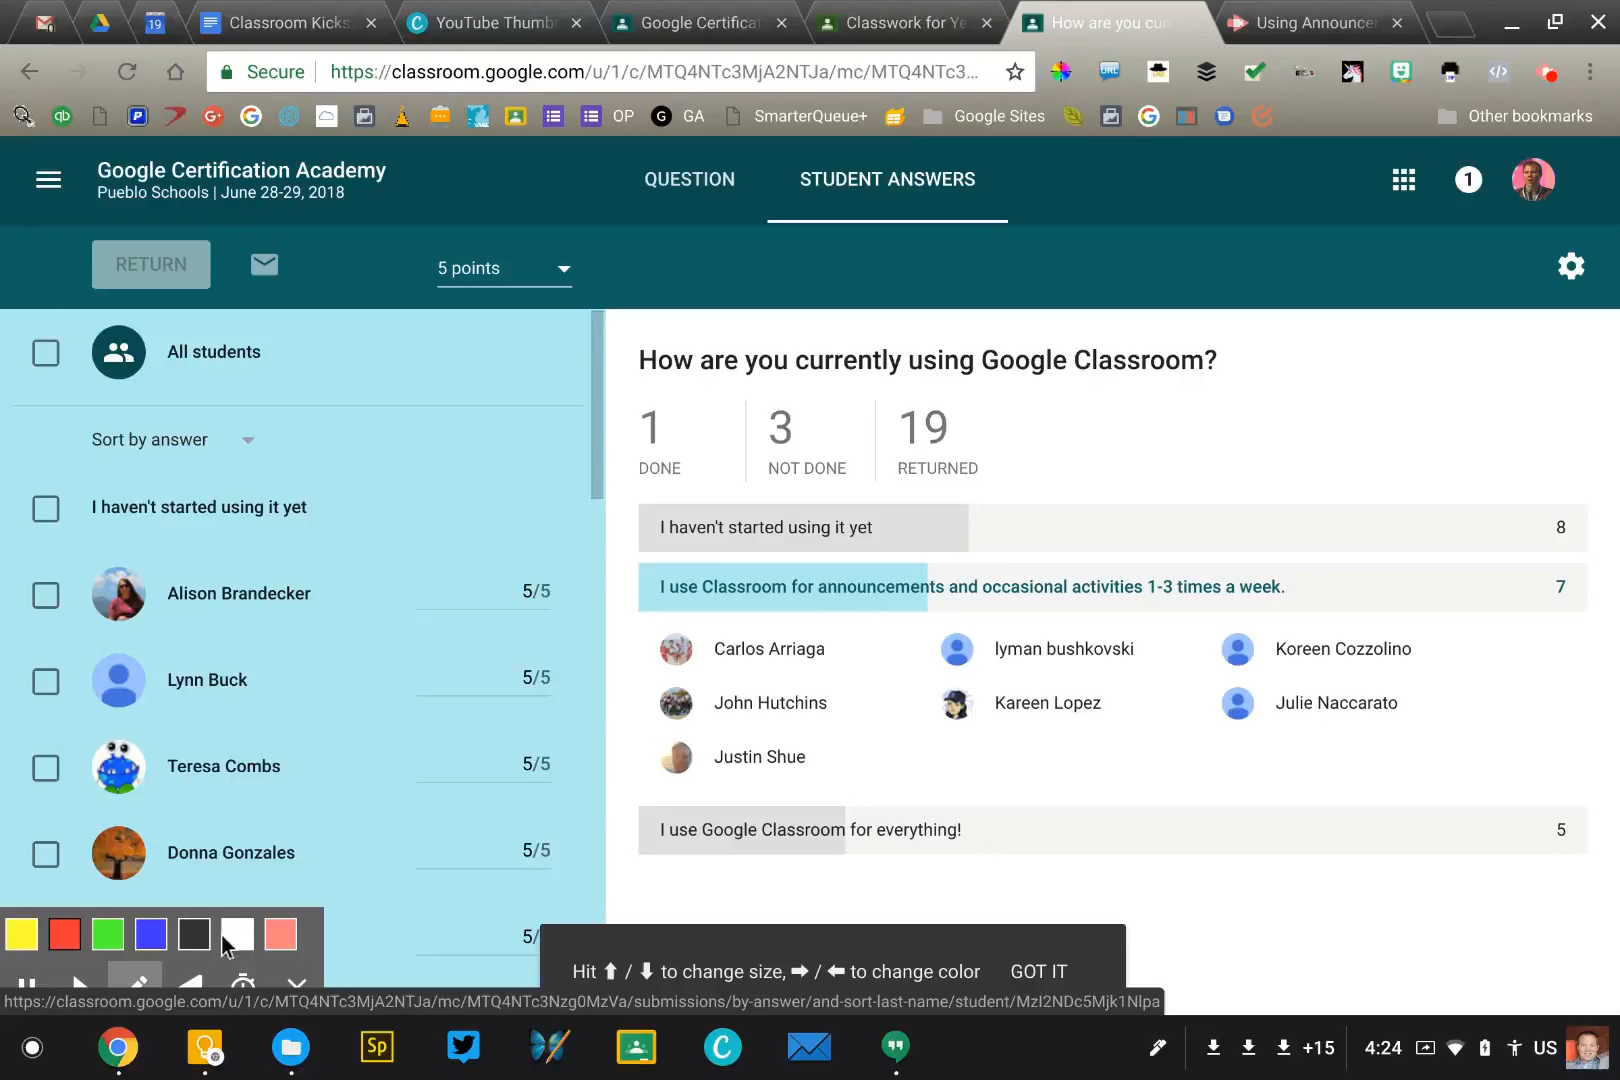 Classroom Kicks
YouTube Thumb
Google Certificat
Classwork for Ye
How are you cur
Using Announce
19
Secure
https://classroom.google.com/u/1/c/MTQ4NTc3MjA2NTJa/mc/MTQ4NTc3...
OP
GA
SmarterQueue+
Google Sites
Other bookmarks
Google Certification Academy
Pueblo Schools | June 28-29, 2018
QUESTION
STUDENT ANSWERS
1
RETURN
5 points
All students
Sort by answer
I haven't started using it yet
Alison Brandecker
5/5
Lynn Buck
5/5
Teresa Combs
5/5
Donna Gonzales
5/5
5/
How are you currently using Google Classroom?
1
3
19
DONE
NOT DONE
RETURNED
I haven't started using it yet
8
I use Classroom for announcements and occasional activities 1-3 times a week.
7
Carlos Arriaga
lyman bushkovski
Koreen Cozzolino
John Hutchins
Kareen Lopez
Julie Naccarato
Justin Shue
I use Google Classroom for everything!
5
Hit ⬆ / ⬇ to change size, ➡ / ⬅ to change color
GOT IT
https://classroom.google.com/u/1/c/MTQ4NTc3MjA2NTJa/mc/MTQ4NTc3Nzg0MzVa/submissions/by-answer/and-sort-last-name/student/MzI2NDc5Mjk1Nlpa
Sp
+15
4:24
US